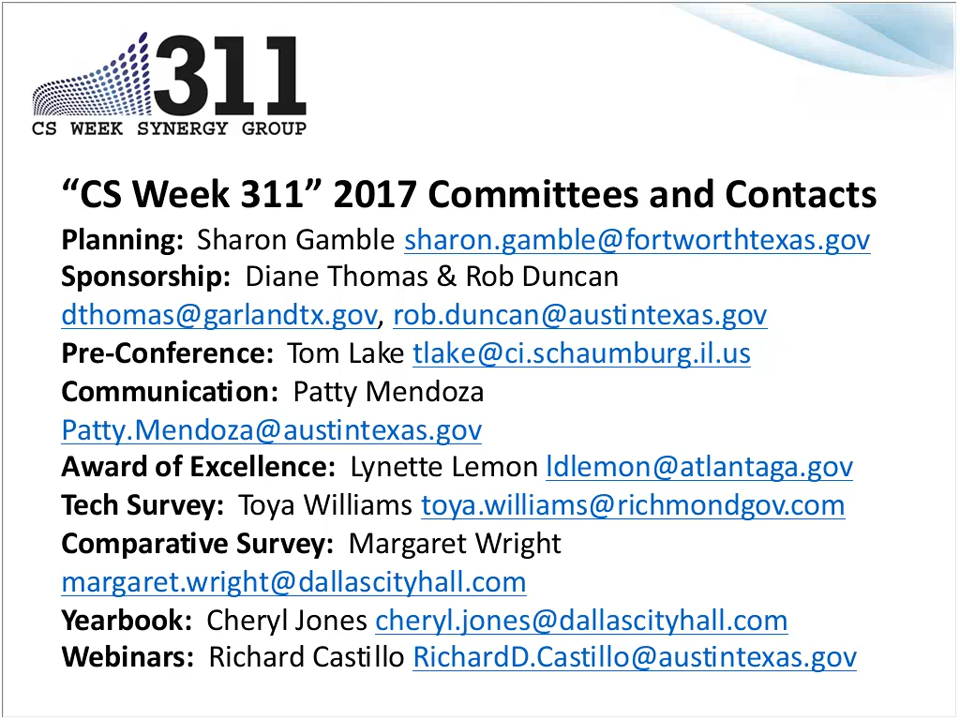 311
CS WEEK SYNERGY GROUP
“CS Week 311” 2017 Committees and Contacts
Planning: Sharon Gamble sharon.gamble@fortworthtexas.gov
Sponsorship: Diane Thomas & Rob Duncan
dthomas@garlandtx.gov, rob.duncan@austintexas.gov
Pre-Conference: Tom Lake tlake@ci.schaumburg.il.us
Communication: Patty Mendoza
Patty.Mendoza@austintexas.gov
Award of Excellence: Lynette Lemon ldlemon@atlantaga.gov
Tech Survey: Toya Williams toya.williams@richmondgov.com
Comparative Survey: Margaret Wright
margaret.wright@dallascityhall.com
Yearbook: Cheryl Jones cheryl.jones@dallascityhall.com
Webinars: Richard Castillo RichardD.Castillo@austintexas.gov